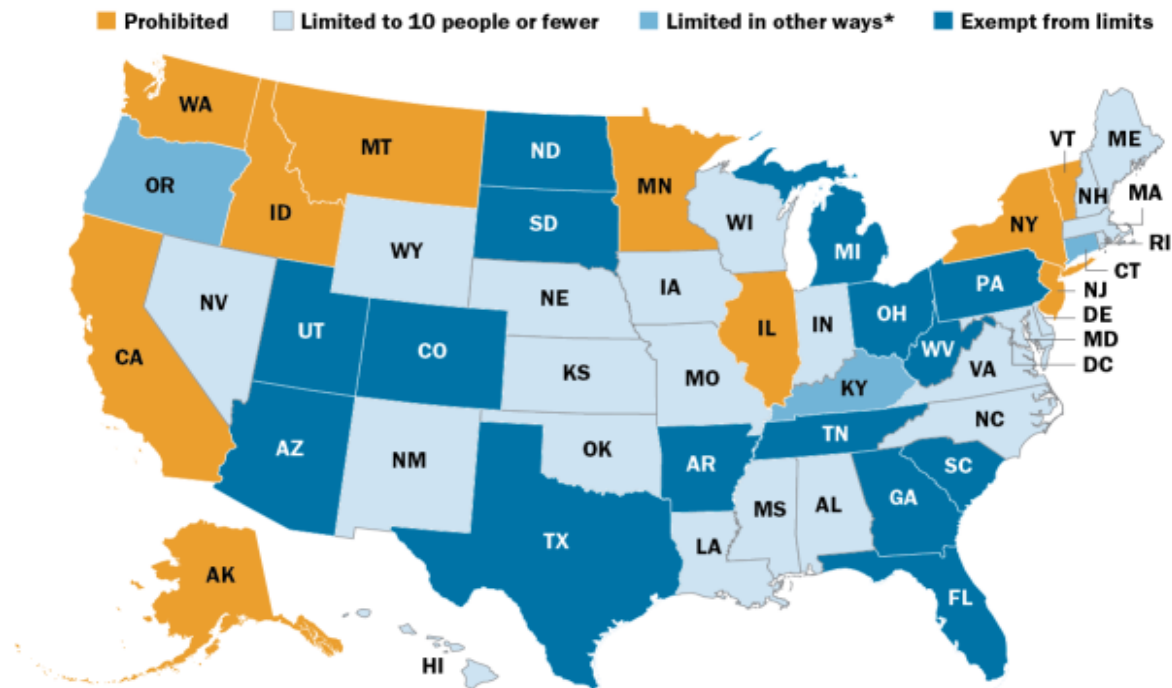 Prohibited Limited to 10 people or fewer Limited in other ways* Exempt from limits
WA
MT
ND
MN
VT
ME
OR
ID
SD
WI
NH
MA
NY
WY
MI
RI
CT
NV
NE
IA
PA
NJ
UT
CO
IL
IN
OH
DE
CA
KS
MO
WV
MD
VA
DC
KY
AZ
NM
OK
AR
TN
NC
SC
MS
AL
GA
TX
LA
AK
FL
HI